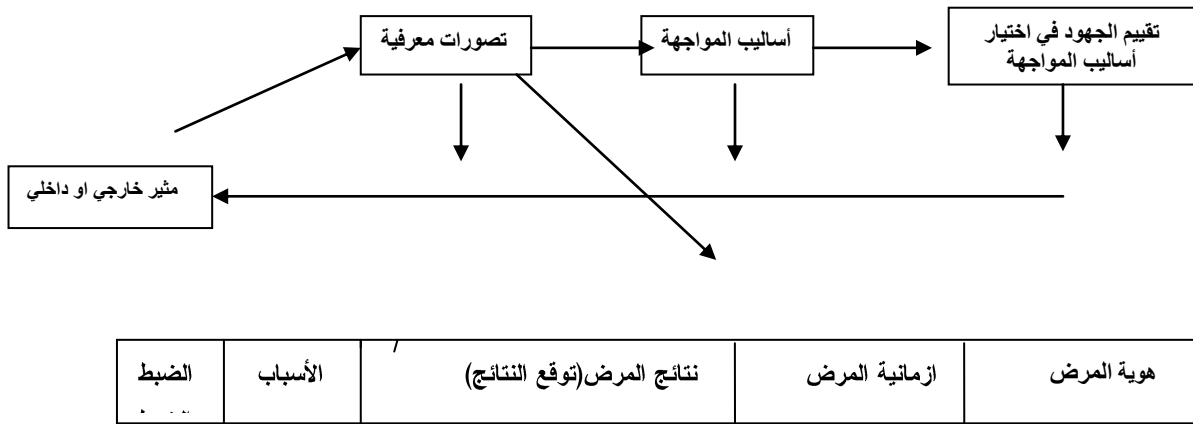 تقييم الجهود في اختيار
أساليب المواجهة
أساليب المواجهة
تصورات معرفية
مثير خارجي او داخلي
هوية المرض
ازمانية المرض
نتائج المرض(توقع النتائج)
الأسباب
الضبط